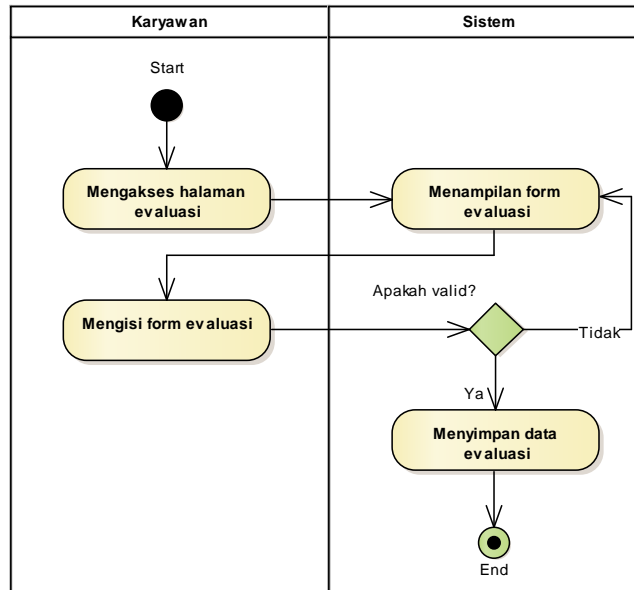 Karyawan
Sistem
Start
Mengakses halaman
evaluasi
Menampilan form
evaluasi
Mengisi form evaluasi
Apakah valid?
Tidak
Ya
Menyimpan data
evaluasi
End